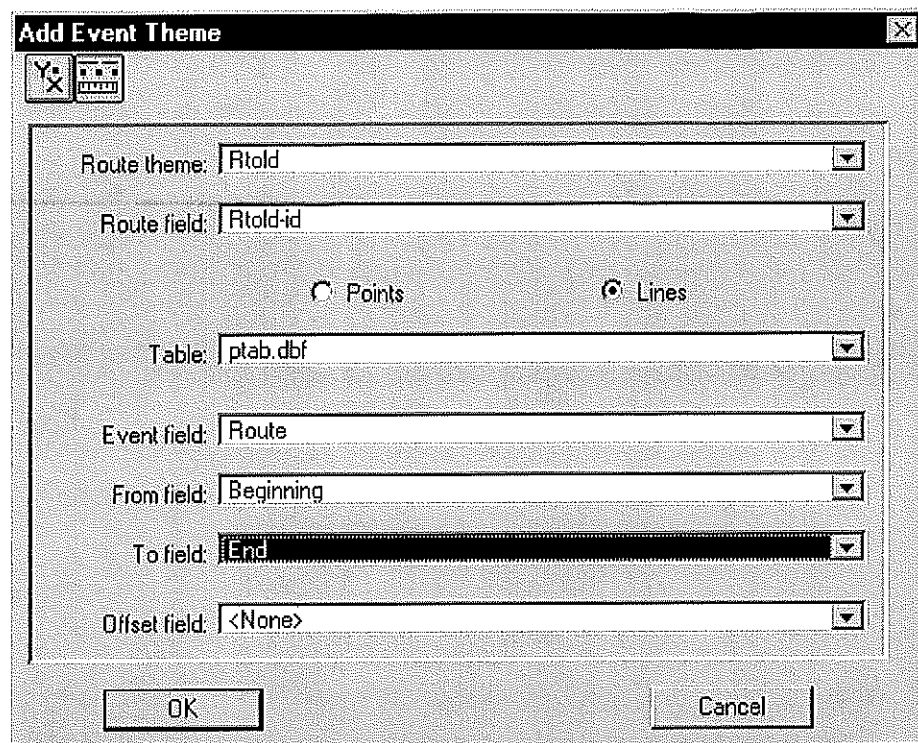 Add Event Theme
Y X
Route theme: Rtold
Route field: Rtold-id
Points Lines
Table: ptab.dbf
Event field: Route
From field: Beginning
To field: End
Offset field: <None>
OK Cancel